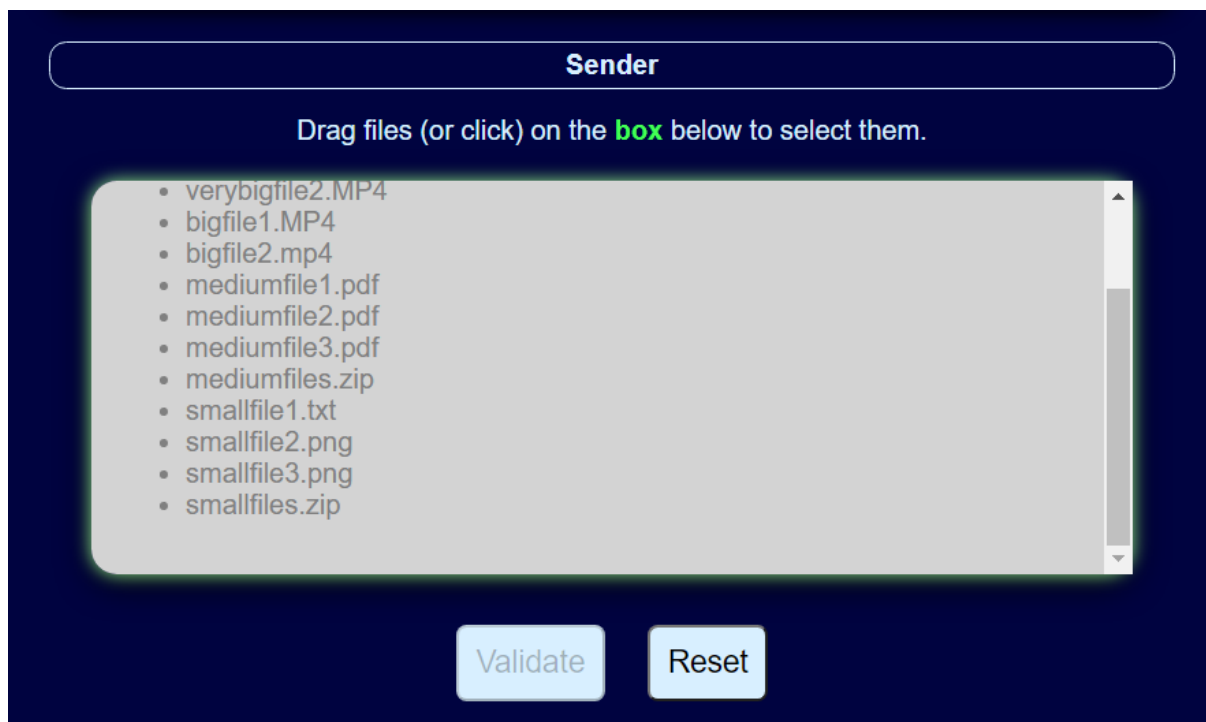 Sender
Drag files (or click) on the box below to select them.
verybigfile2.MP4
bigfile1.MP4
bigfile2.mp4
mediumfile1.pdf
mediumfile2.pdf
mediumfile3.pdf
mediumfiles.zip
smallfile1.txt
smallfile2.png
smallfile3.png
smallfiles.zip
Validate Reset